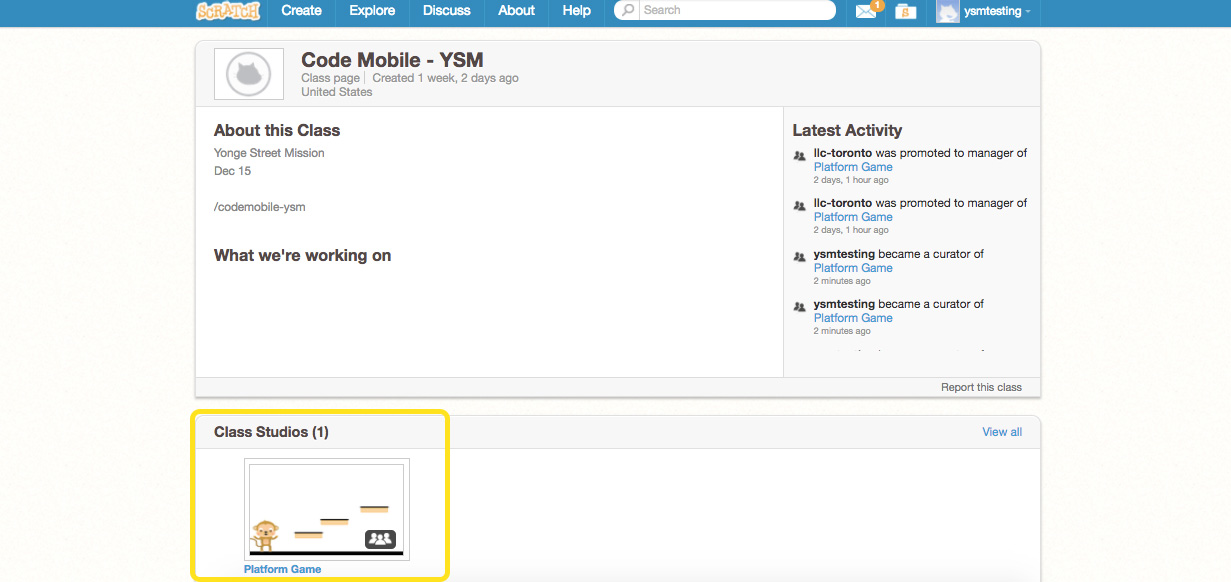 SCRATCH Create Explore Discuss About Help Search 1 S ysmtesting
Code Mobile - YSM
Class page Created 1 week, 2 days ago
United States
About this Class
Yonge Street Mission
Dec 15
/codemobile-ysm
What we're working on
Latest Activity
llc-toronto was promoted to manager of
Platform Game
2 days, 1 hour ago
llc-toronto was promoted to manager of
Platform Game
2 days, 1 hour ago
ysmtesting became a curator of
Platform Game
2 minutes ago
ysmtesting became a curator of
Platform Game
2 minutes ago
Report this class
Class Studios (1)
View all
Platform Game